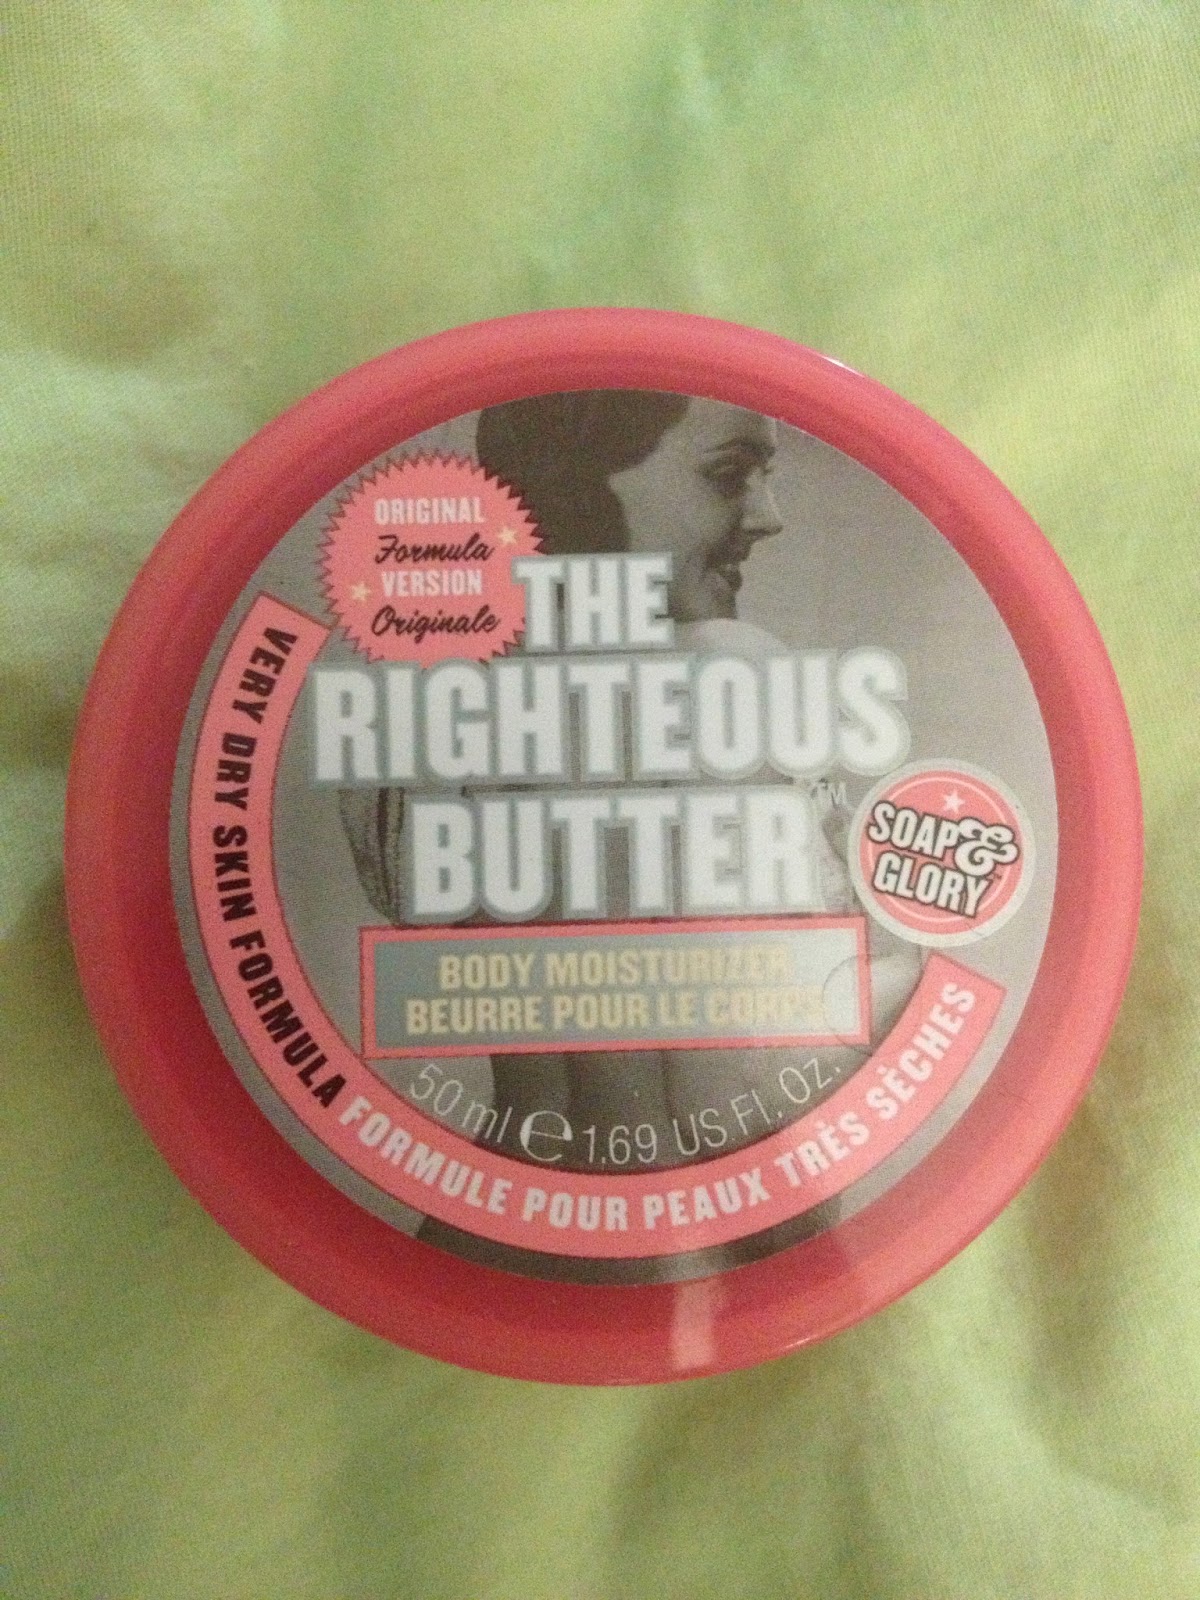 ORIGINAL
Formula
VERSION
Originale
THE
RIGHTEOUS
BUTTER™
SOAP&
GLORY
BODY MOISTURIZER
BEURRE POUR LE CORPS
50 ml ℮ 1.69 US Fl. Oz.
VERY DRY SKIN FORMULA FORMULE POUR PEAUX TRÈS SÈCHES